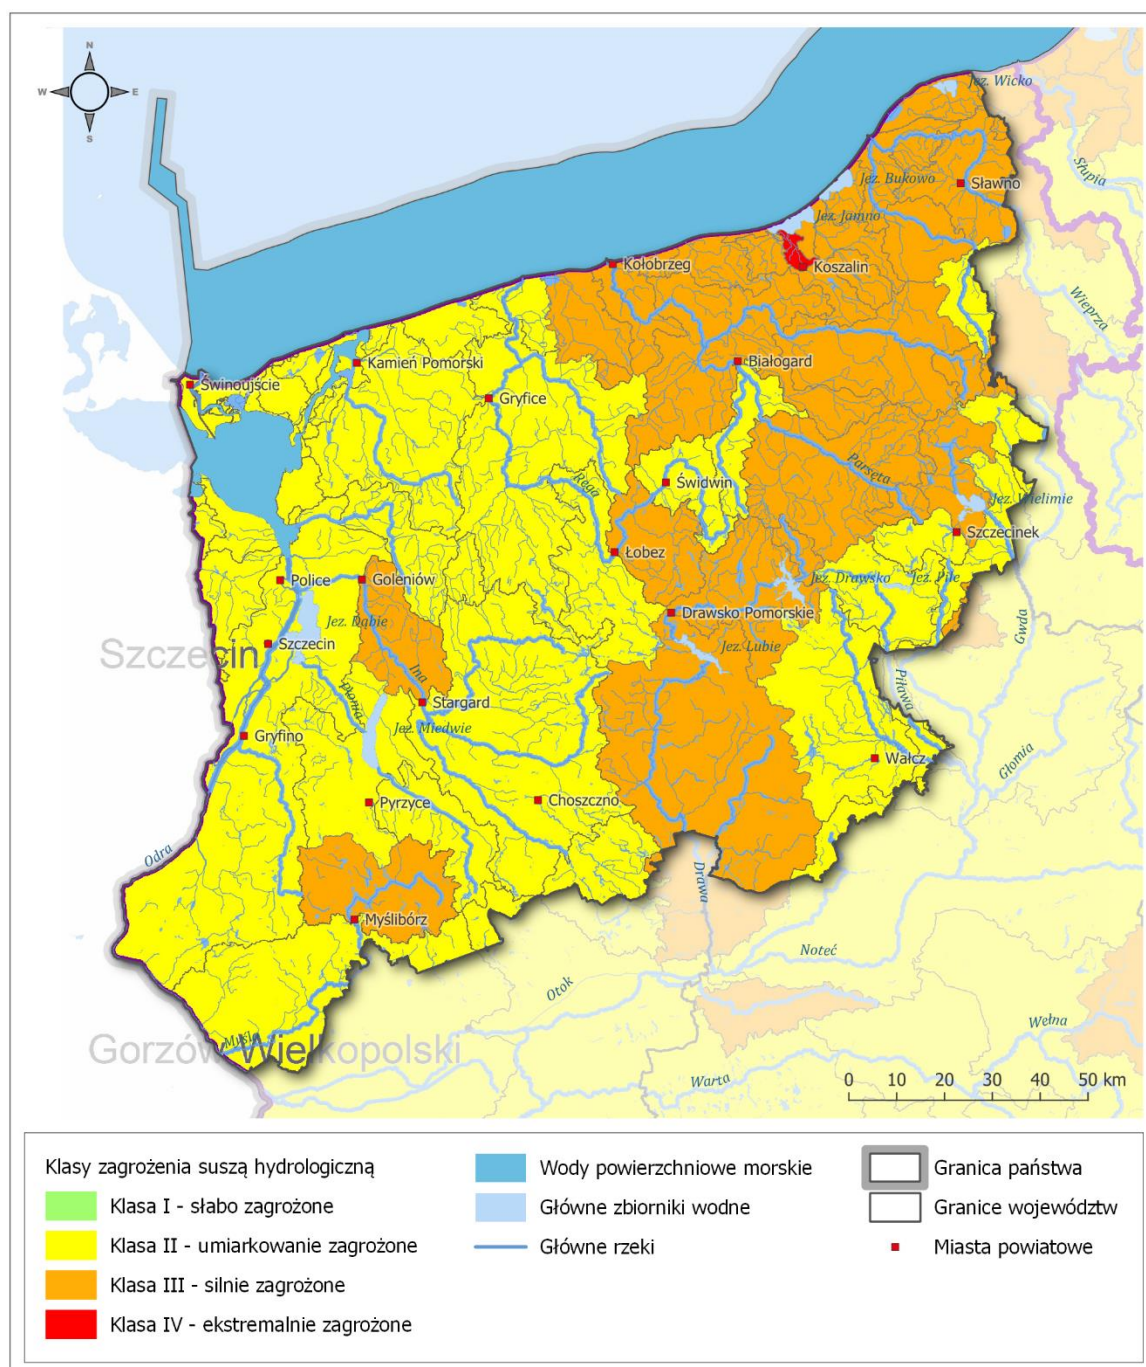 N
W
E
S
Jez. Wicko
Słupia
Jez. Bukowo
Sławno
Jez. Jamno
Koszalin
Kołobrzeg
Wieprza
Kamień Pomorski
Białogard
Świnoujście
Gryfice
Parsęta
Rega
Świdwin
Jez. Wielimie
Szczecinek
Łobez
Police
Goleniów
Jez. Drawsko
Jez. Pile
Jez. Dąbie
Drawsko Pomorskie
Gwda
Szczecin
Szczecin
Jez. Lubie
Ina
Płonia
Stargard
Piława
Jez. Miedwie
Gryfino
Wałcz
Głomia
Pyrzyce
Choszczno
Odra
Drawa
Myślibórz
Noteć
Otok
Wełna
Myśla
Gorzów Wielkopolski
Warta
0 10 20 30 40 50 km
Klasy zagrożenia suszą hydrologiczną
Klasa I - słabo zagrożone
Klasa II - umiarkowanie zagrożone
Klasa III - silnie zagrożone
Klasa IV - ekstremalnie zagrożone
Wody powierzchniowe morskie
Główne zbiorniki wodne
Główne rzeki
Granica państwa
Granice województw
Miasta powiatowe